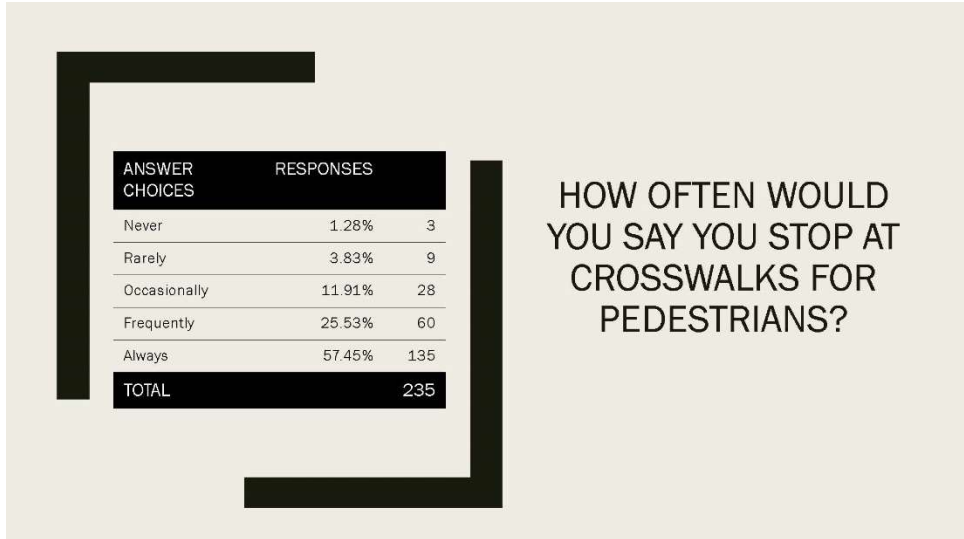 ANSWER CHOICES RESPONSES
Never 1.28% 3
Rarely 3.83% 9
Occasionally 11.91% 28
Frequently 25.53% 60
Always 57.45% 135
TOTAL 235
HOW OFTEN WOULD
YOU SAY YOU STOP AT
CROSSWALKS FOR
PEDESTRIANS?